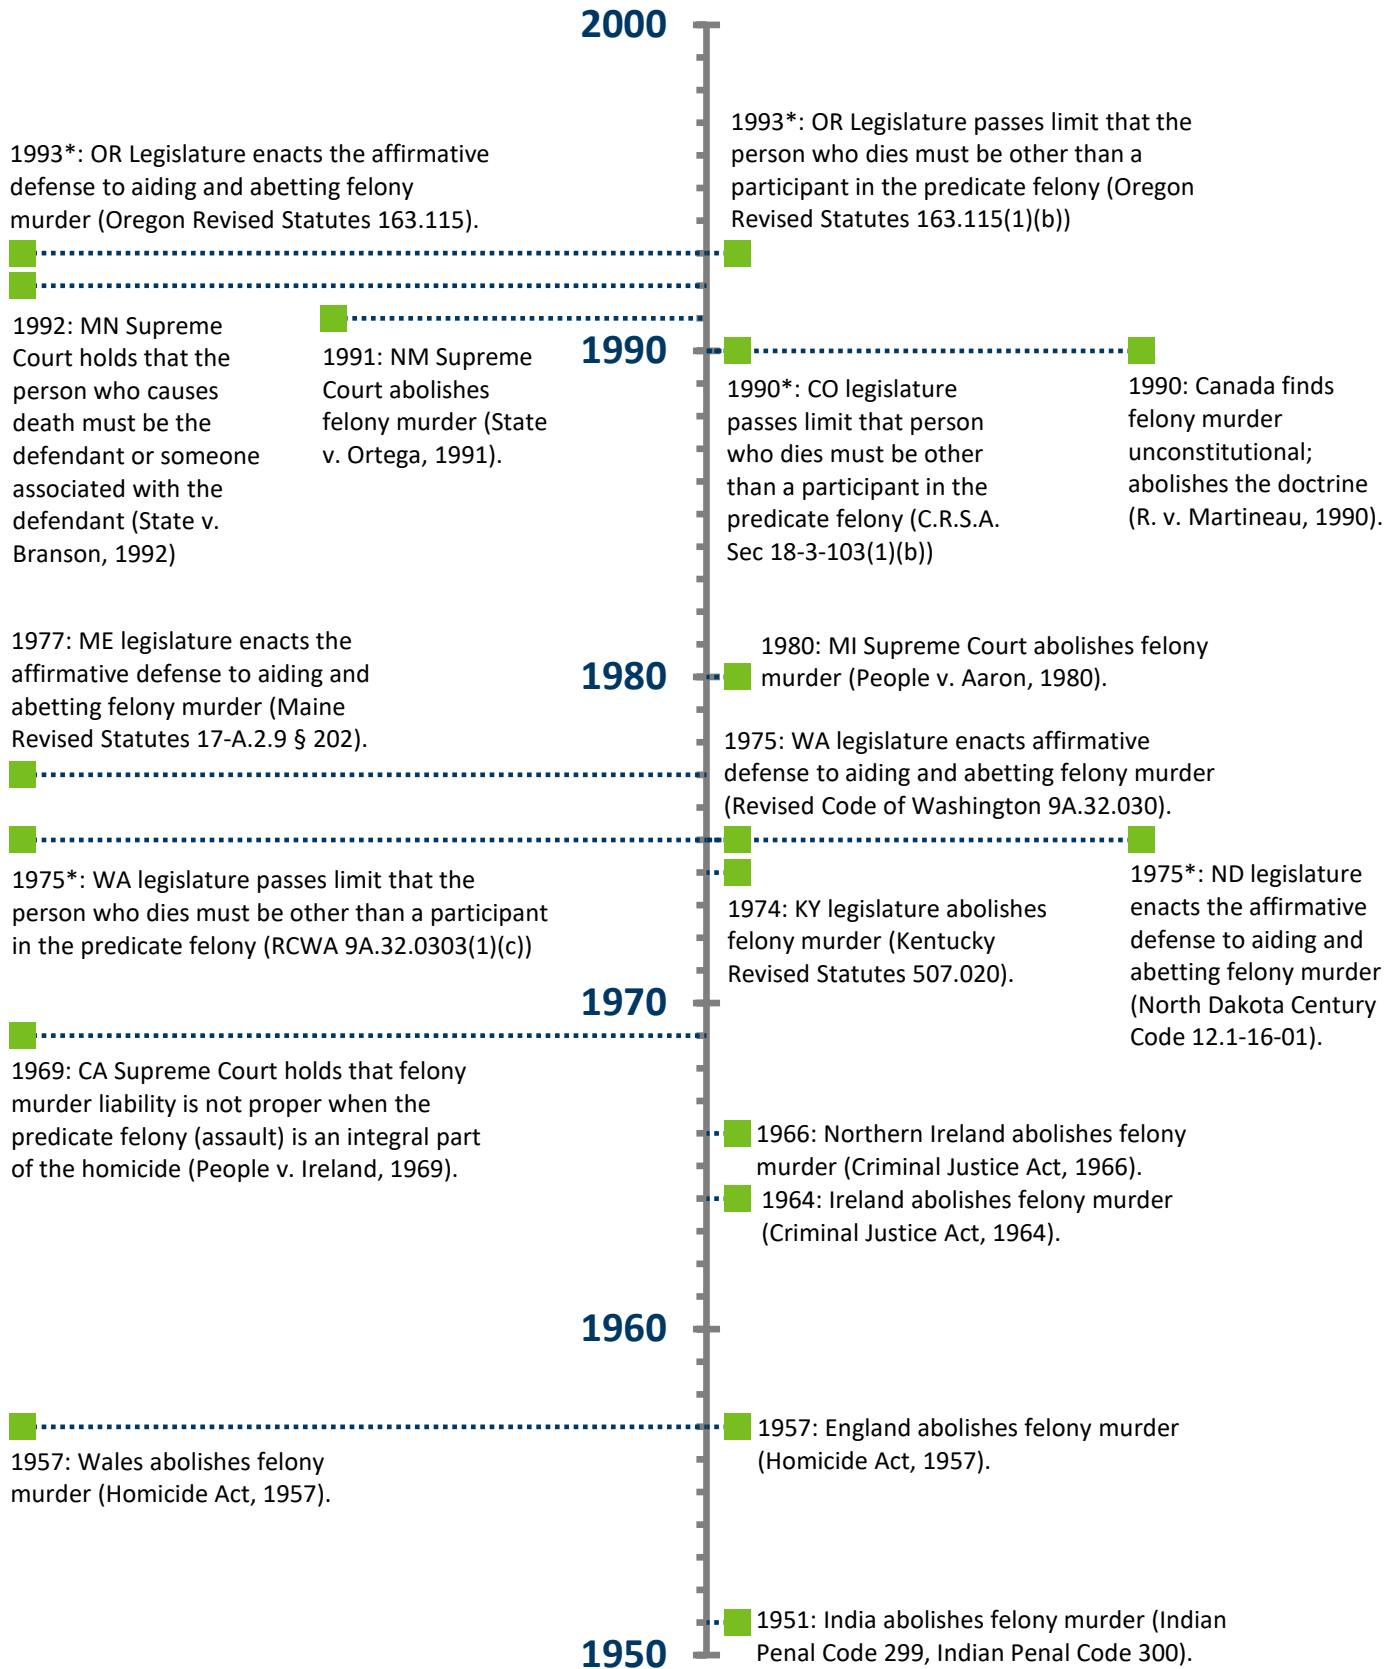 2000
1993*: OR Legislature passes limit that the
person who dies must be other than a
participant in the predicate felony (Oregon
Revised Statutes 163.115(1)(b))
1993*: OR Legislature enacts the affirmative
defense to aiding and abetting felony
murder (Oregon Revised Statutes 163.115).
1992: MN Supreme
Court holds that the
person who causes
death must be the
defendant or someone
associated with the
defendant (State v.
Branson, 1992)
1991: NM Supreme
Court abolishes
felony murder (State
v. Ortega, 1991).
1990
1990*: CO legislature
passes limit that person
who dies must be other
than a participant in the
predicate felony (C.R.S.A.
Sec 18-3-103(1)(b))
1990: Canada finds
felony murder
unconstitutional;
abolishes the doctrine
(R. v. Martineau, 1990).
1977: ME legislature enacts the
affirmative defense to aiding and
abetting felony murder (Maine
Revised Statutes 17-A.2.9 § 202).
1980
1980: MI Supreme Court abolishes felony
murder (People v. Aaron, 1980).
1975: WA legislature enacts affirmative
defense to aiding and abetting felony murder
(Revised Code of Washington 9A.32.030).
1975*: WA legislature passes limit that the
person who dies must be other than a participant
in the predicate felony (RCWA 9A.32.0303(1)(c))
1974: KY legislature abolishes
felony murder (Kentucky
Revised Statutes 507.020).
1975*: ND legislature
enacts the affirmative
defense to aiding and
abetting felony murder
(North Dakota Century
Code 12.1-16-01).
1970
1969: CA Supreme Court holds that felony
murder liability is not proper when the
predicate felony (assault) is an integral part
of the homicide (People v. Ireland, 1969).
1966: Northern Ireland abolishes felony
murder (Criminal Justice Act, 1966).
1964: Ireland abolishes felony murder
(Criminal Justice Act, 1964).
1960
1957: Wales abolishes felony
murder (Homicide Act, 1957).
1957: England abolishes felony murder
(Homicide Act, 1957).
1951: India abolishes felony murder (Indian
Penal Code 299, Indian Penal Code 300).
1950